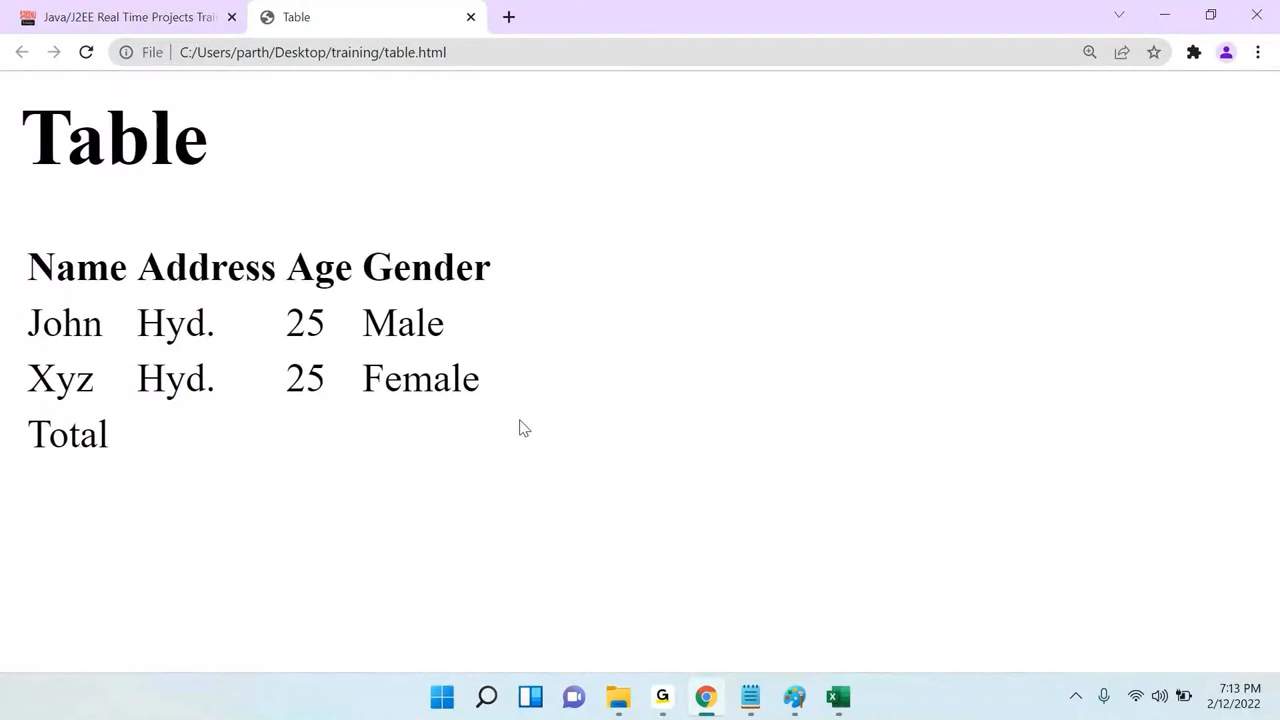 Java/J2EE Real Time Projects Trai
Table
File
C:/Users/parth/Desktop/training/table.html
Table
Name Address Age Gender
John Hyd. 25 Male
Xyz Hyd. 25 Female
Total
G
7:13 PM
2/12/2022